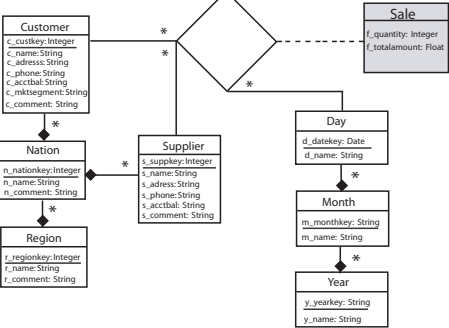 Customer
c_custkey: Integer
c_name: String
c_adresss: String
c_phone: String
c_acctbal: String
c_mktsegment: String
c_comment: String
*
*
*
Sale
f_quantity: Integer
f_totalamount: Float
*
Nation
n_nationkey: Integer
n_name: String
n_comment: String
*
Supplier
s_suppkey: Integer
s_name: String
s_adress: String
s_phone: String
s_acctbal: String
s_comment: String
*
Region
r_regionkey: Integer
r_name: String
r_comment: String
Day
d_datekey: Date
d_name: String
*
Month
m_monthkey: String
m_name: String
*
Year
y_yearkey: String
y_name: String